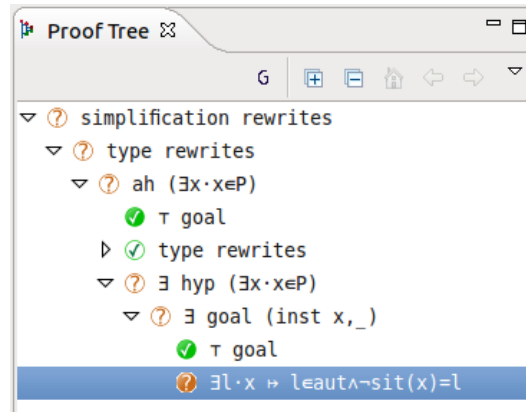 Proof Tree
G
simplification rewrites
type rewrites
ah (∃x·x∊P)
⊤ goal
type rewrites
∃ hyp (∃x·x∊P)
∃ goal (inst x,_)
⊤ goal
∃l·x ↦ l∊aut∧¬sit(x)=l